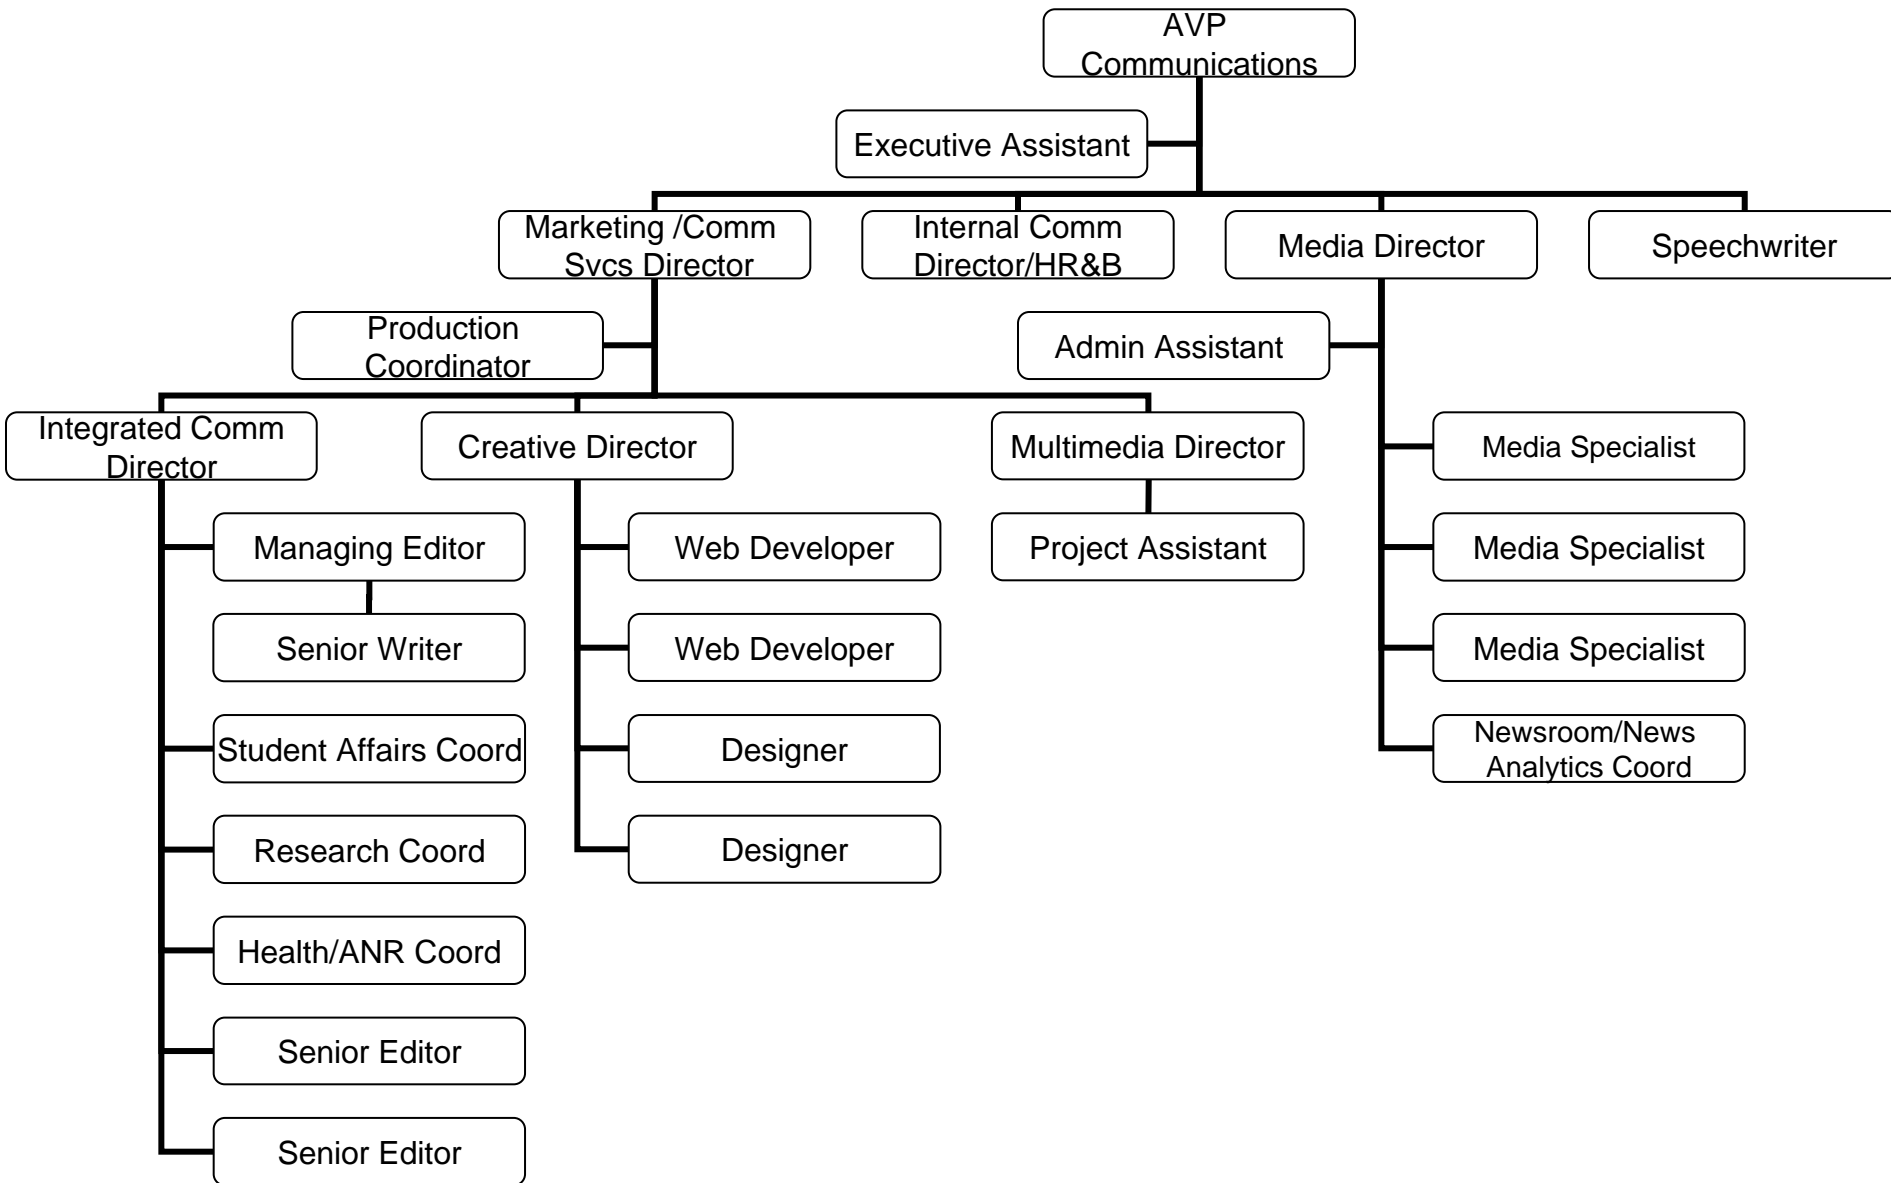 AVP
Communications
Executive Assistant
Marketing /Comm
Svcs Director
Internal Comm
Director/HR&B
Media Director
Speechwriter
Production
Coordinator
Admin Assistant
Integrated Comm
Director
Creative Director
Multimedia Director
Media Specialist
Managing Editor
Web Developer
Project Assistant
Media Specialist
Senior Writer
Web Developer
Media Specialist
Student Affairs Coord
Designer
Newsroom/News
Analytics Coord
Research Coord
Designer
Health/ANR Coord
Senior Editor
Senior Editor